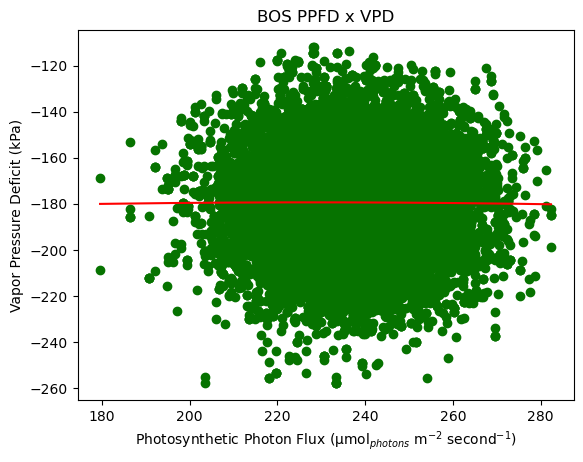 BOS PPFD x VPD
Vapor Pressure Deficit (kPa)
−120
−140
−160
−180
−200
−220
−240
−260
180 200 220 240 260 280
Photosynthetic Photon Flux (μmol_photons m⁻² second⁻¹)